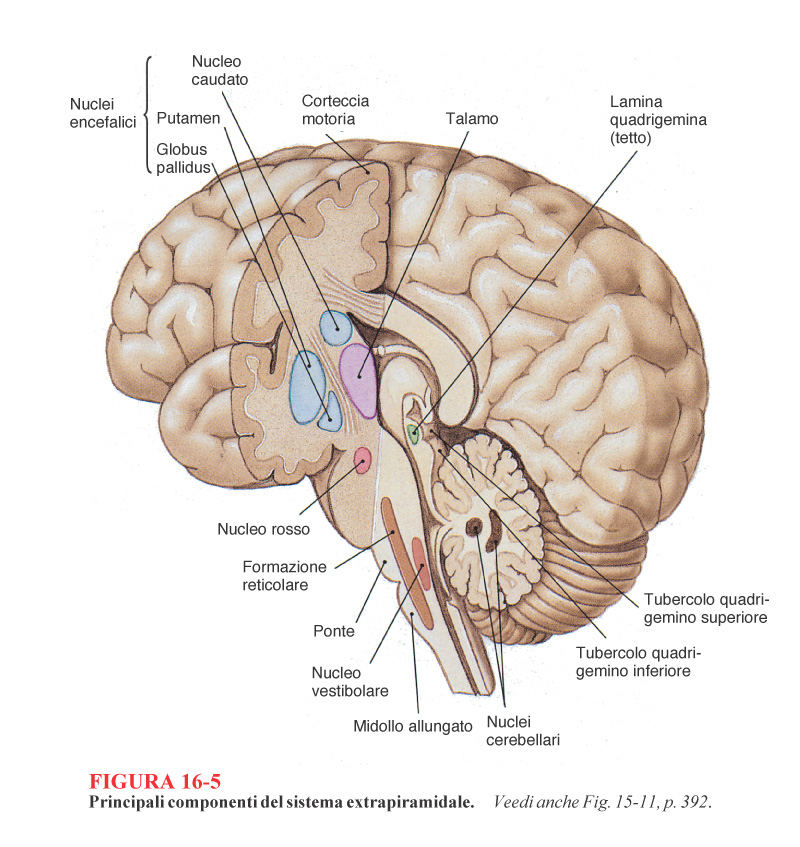 Nucleo
caudato
Nuclei
encefalici
Putamen
Globus
pallidus
Corteccia
motoria
Talamo
Lamina
quadrigemina
(tetto)
Nucleo rosso
Formazione
reticolare
Ponte
Nucleo
vestibolare
Midollo allungato
Nuclei
cerebellari
Tubercolo quadri-
gemino superiore
Tubercolo quadri-
gemino inferiore
FIGURA 16-5
Principali componenti del sistema extrapiramidale. Veedi anche Fig. 15-11, p. 392.